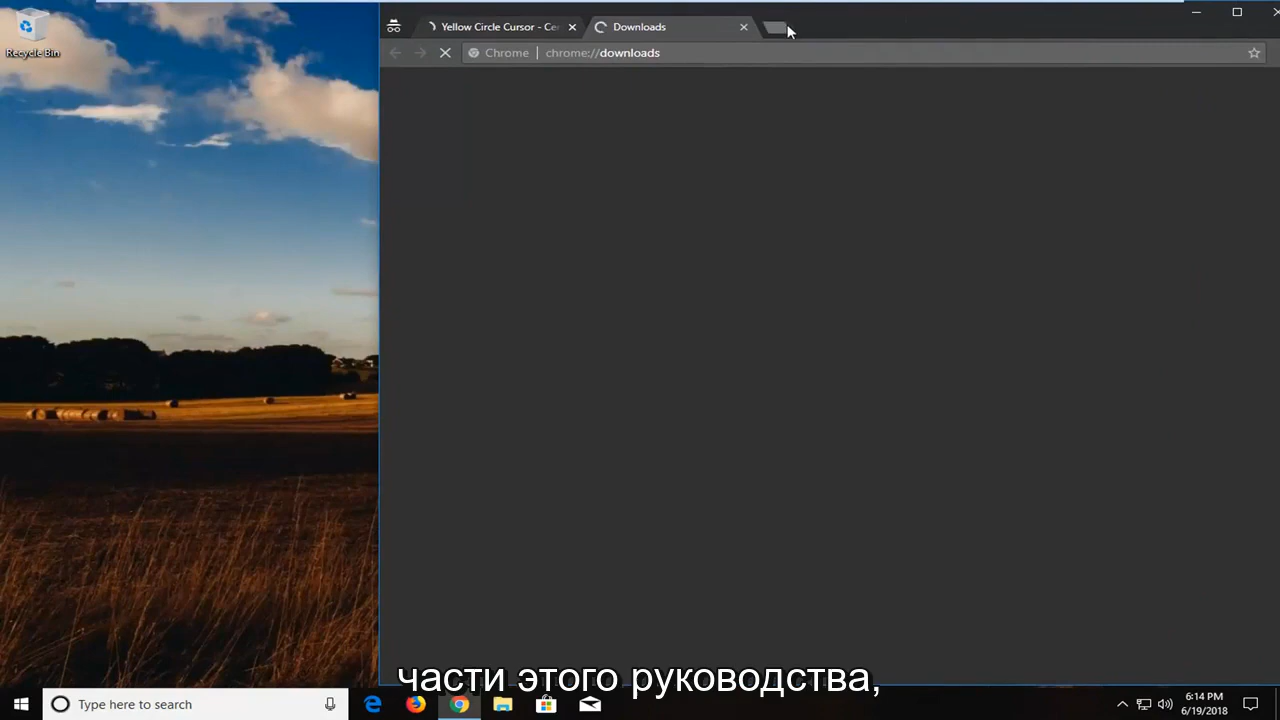 Recycle Bin
Yellow Circle Cursor - Cer
Downloads
Chrome
chrome://downloads
части этого руководства,
Type here to search
6:14 PM
6/19/2018